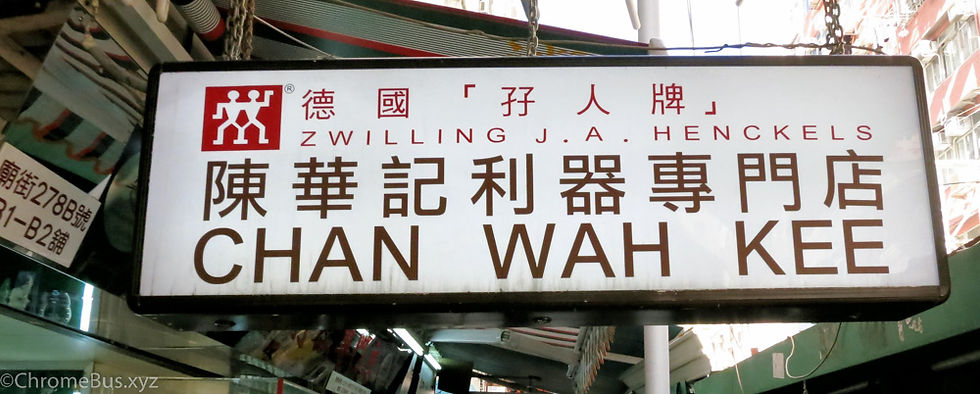 ® 德國「孖人牌」
ZWILLING J.A. HENCKELS
陳華記利器專門店
CHAN WAH KEE
廟街278B號
B1-B2舖
©ChromeBus.xyz